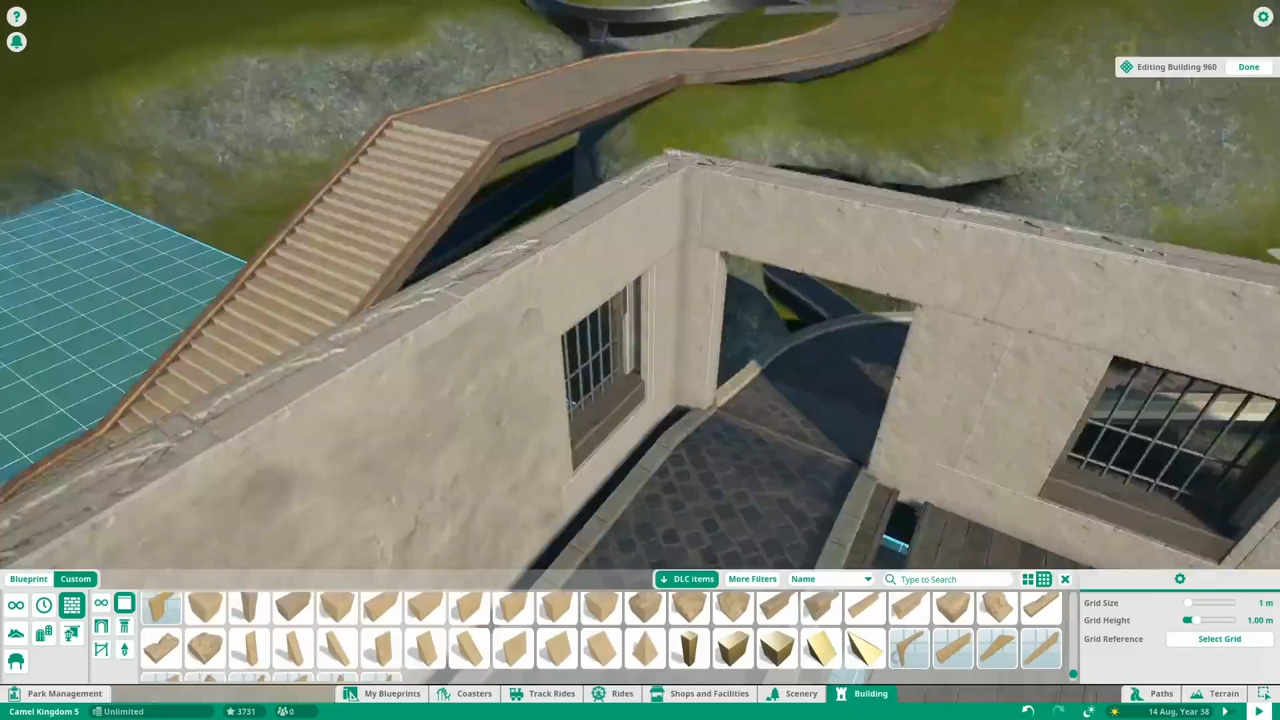 ?
Editing Building 960 Done
Blueprint Custom DLC items More Filters Name Type to Search
Grid Size 1 m
Grid Height 1.00 m
Grid Reference Select Grid
Park Management My Blueprints Coasters Track Rides Rides Shops and Facilities Scenery Building Paths Terrain
Camel Kingdom 5 Unlimited 3731 0 14 Aug, Year 38